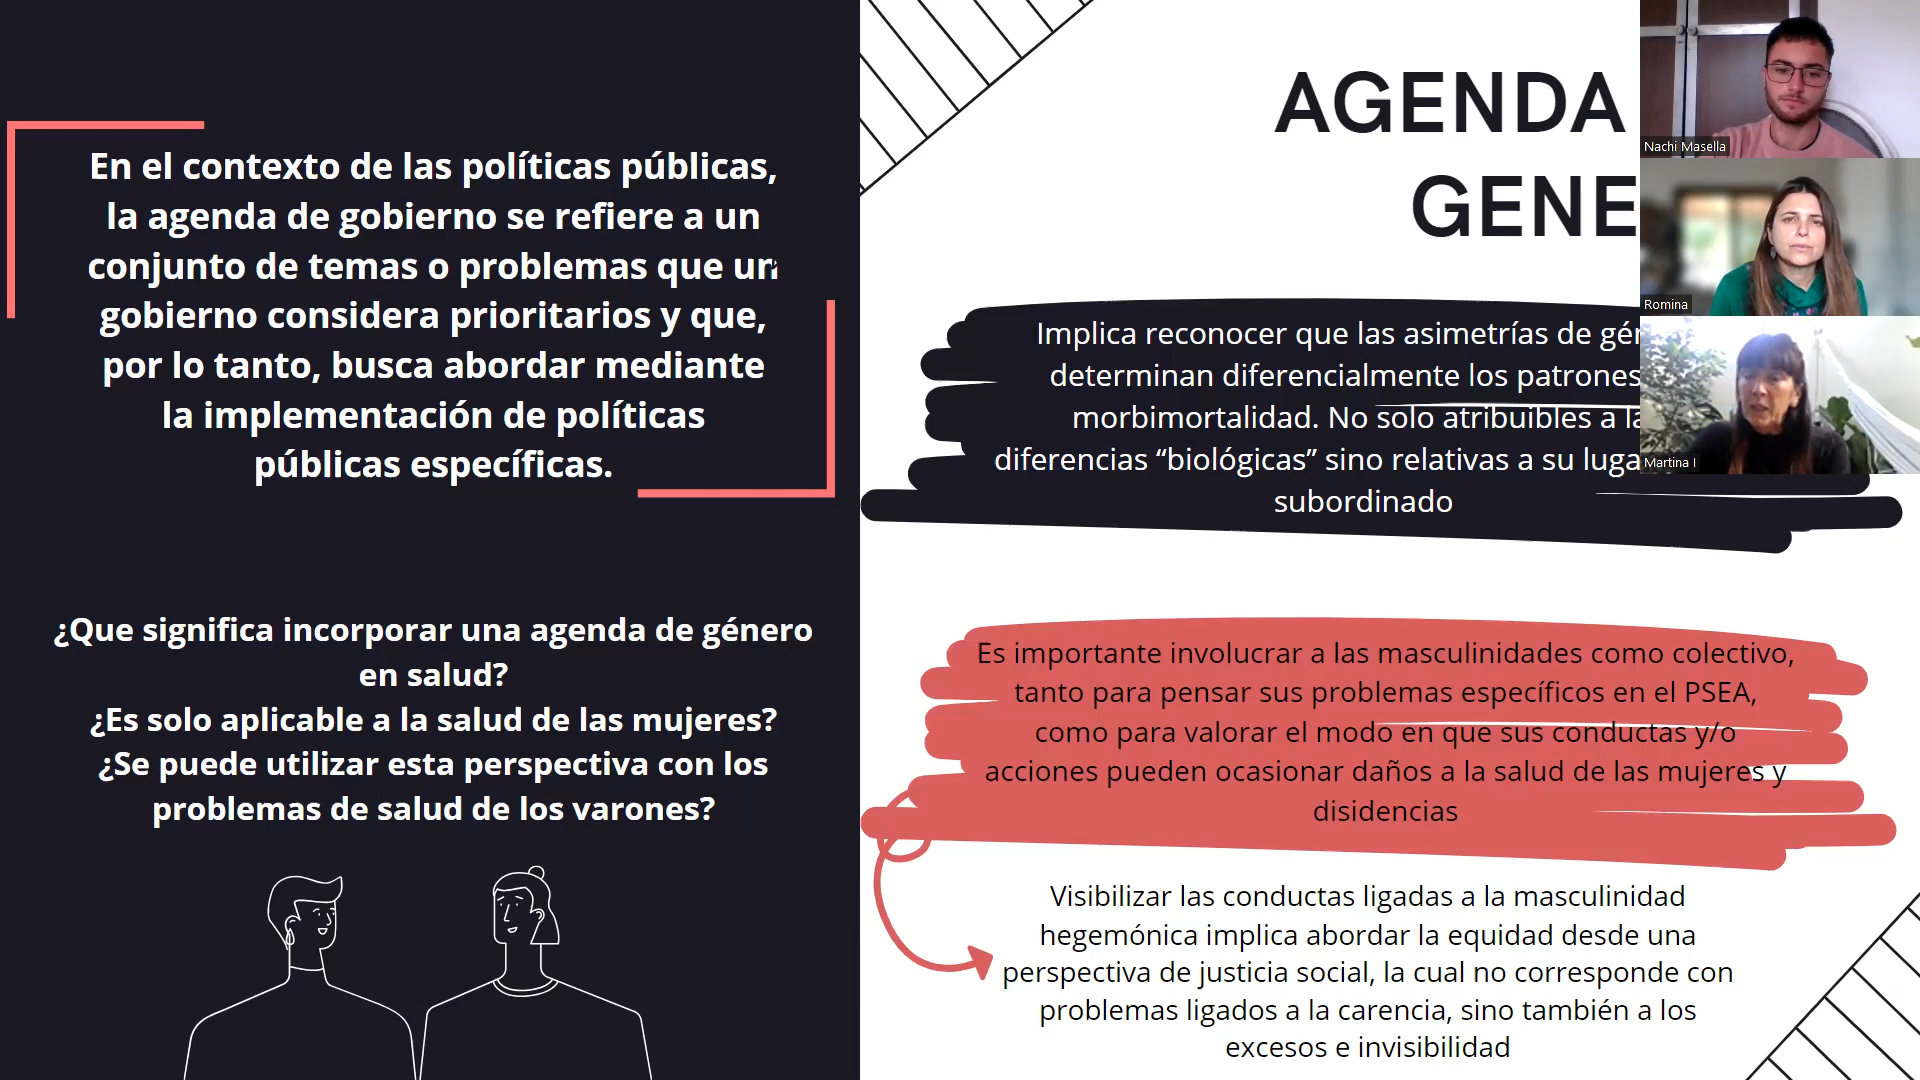 En el contexto de las políticas públicas,
la agenda de gobierno se refiere a un
conjunto de temas o problemas que un
gobierno considera prioritarios y que,
por lo tanto, busca abordar mediante
la implementación de políticas
públicas específicas.
¿Que significa incorporar una agenda de género
en salud?
¿Es solo aplicable a la salud de las mujeres?
¿Se puede utilizar esta perspectiva con los
problemas de salud de los varones?
AGENDA
GENE
Implica reconocer que las asimetrías de gén
determinan diferencialmente los patrones
morbimortalidad. No solo atribuibles a la
diferencias “biológicas” sino relativas a su luga
subordinado
Es importante involucrar a las masculinidades como colectivo,
tanto para pensar sus problemas específicos en el PSEA,
como para valorar el modo en que sus conductas y/o
acciones pueden ocasionar daños a la salud de las mujeres y
disidencias
Visibilizar las conductas ligadas a la masculinidad
hegemónica implica abordar la equidad desde una
perspectiva de justicia social, la cual no corresponde con
problemas ligados a la carencia, sino también a los
excesos e invisibilidad
Nachi Masella
Romina
Martina I